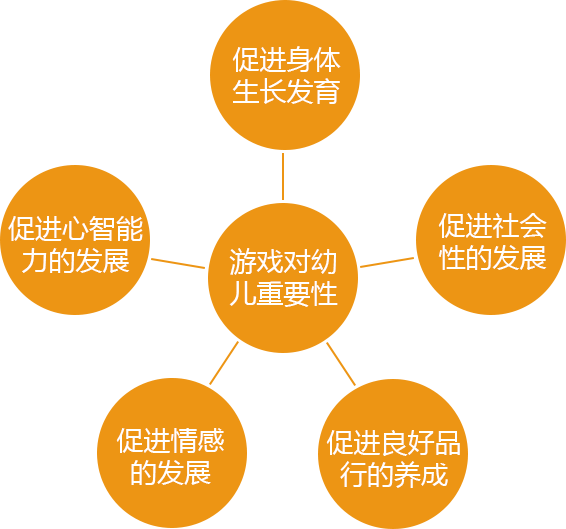 促进身体
生长发育
促进心智能
力的发展
促进社会
性的发展
游戏对幼
儿重要性
促进情感
的发展
促进良好品
行的养成